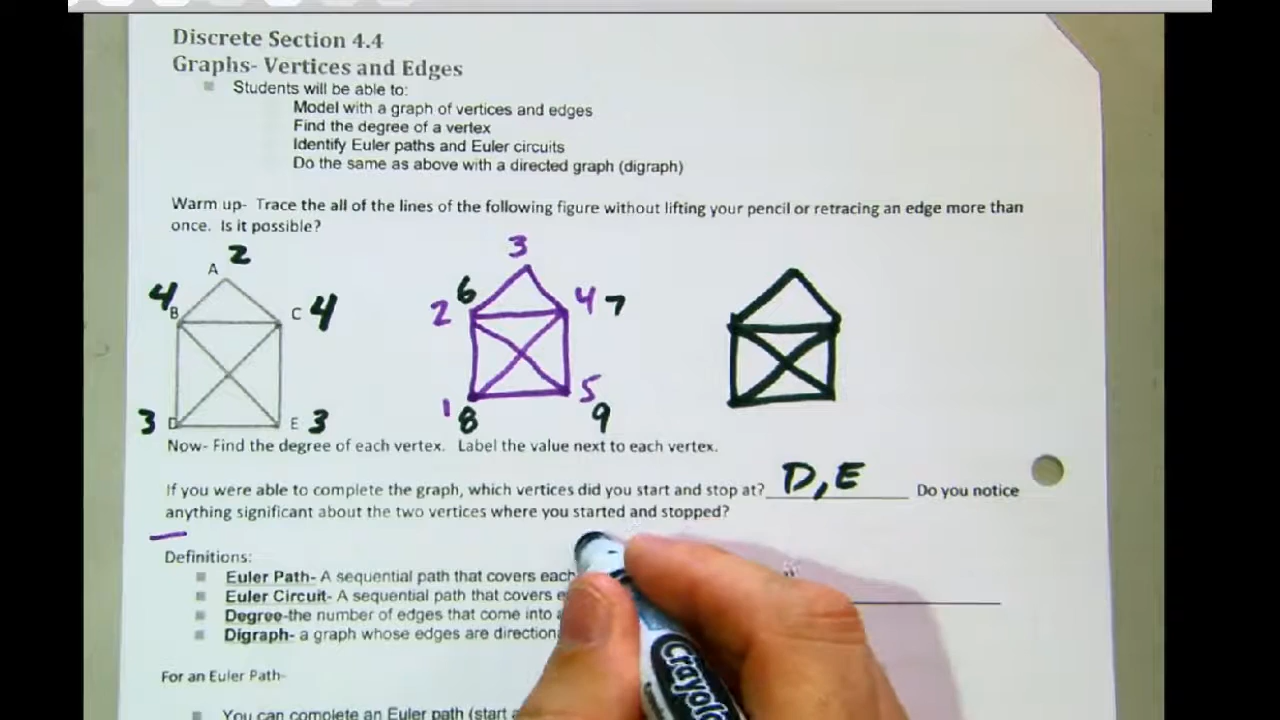 Discrete Section 4.4
Graphs- Vertices and Edges
Students will be able to:
Model with a graph of vertices and edges
Find the degree of a vertex
Identify Euler paths and Euler circuits
Do the same as above with a directed graph (digraph)
Warm up- Trace the all of the lines of the following figure without lifting your pencil or retracing an edge more than
once. Is it possible?
A 2
4 B
C 4
3 D
E 3
3
2 6
4 7
1 8
5 9
Now- Find the degree of each vertex. Label the value next to each vertex.
If you were able to complete the graph, which vertices did you start and stop at? D, E Do you notice
anything significant about the two vertices where you started and stopped?
Definitions:
Euler Path- A sequential path that covers each
Euler Circuit- A sequential path that covers
Degree-the number of edges that come into
Digraph- a graph whose edges are
For an Euler Path-
You can complete an Euler path (start
Crayola